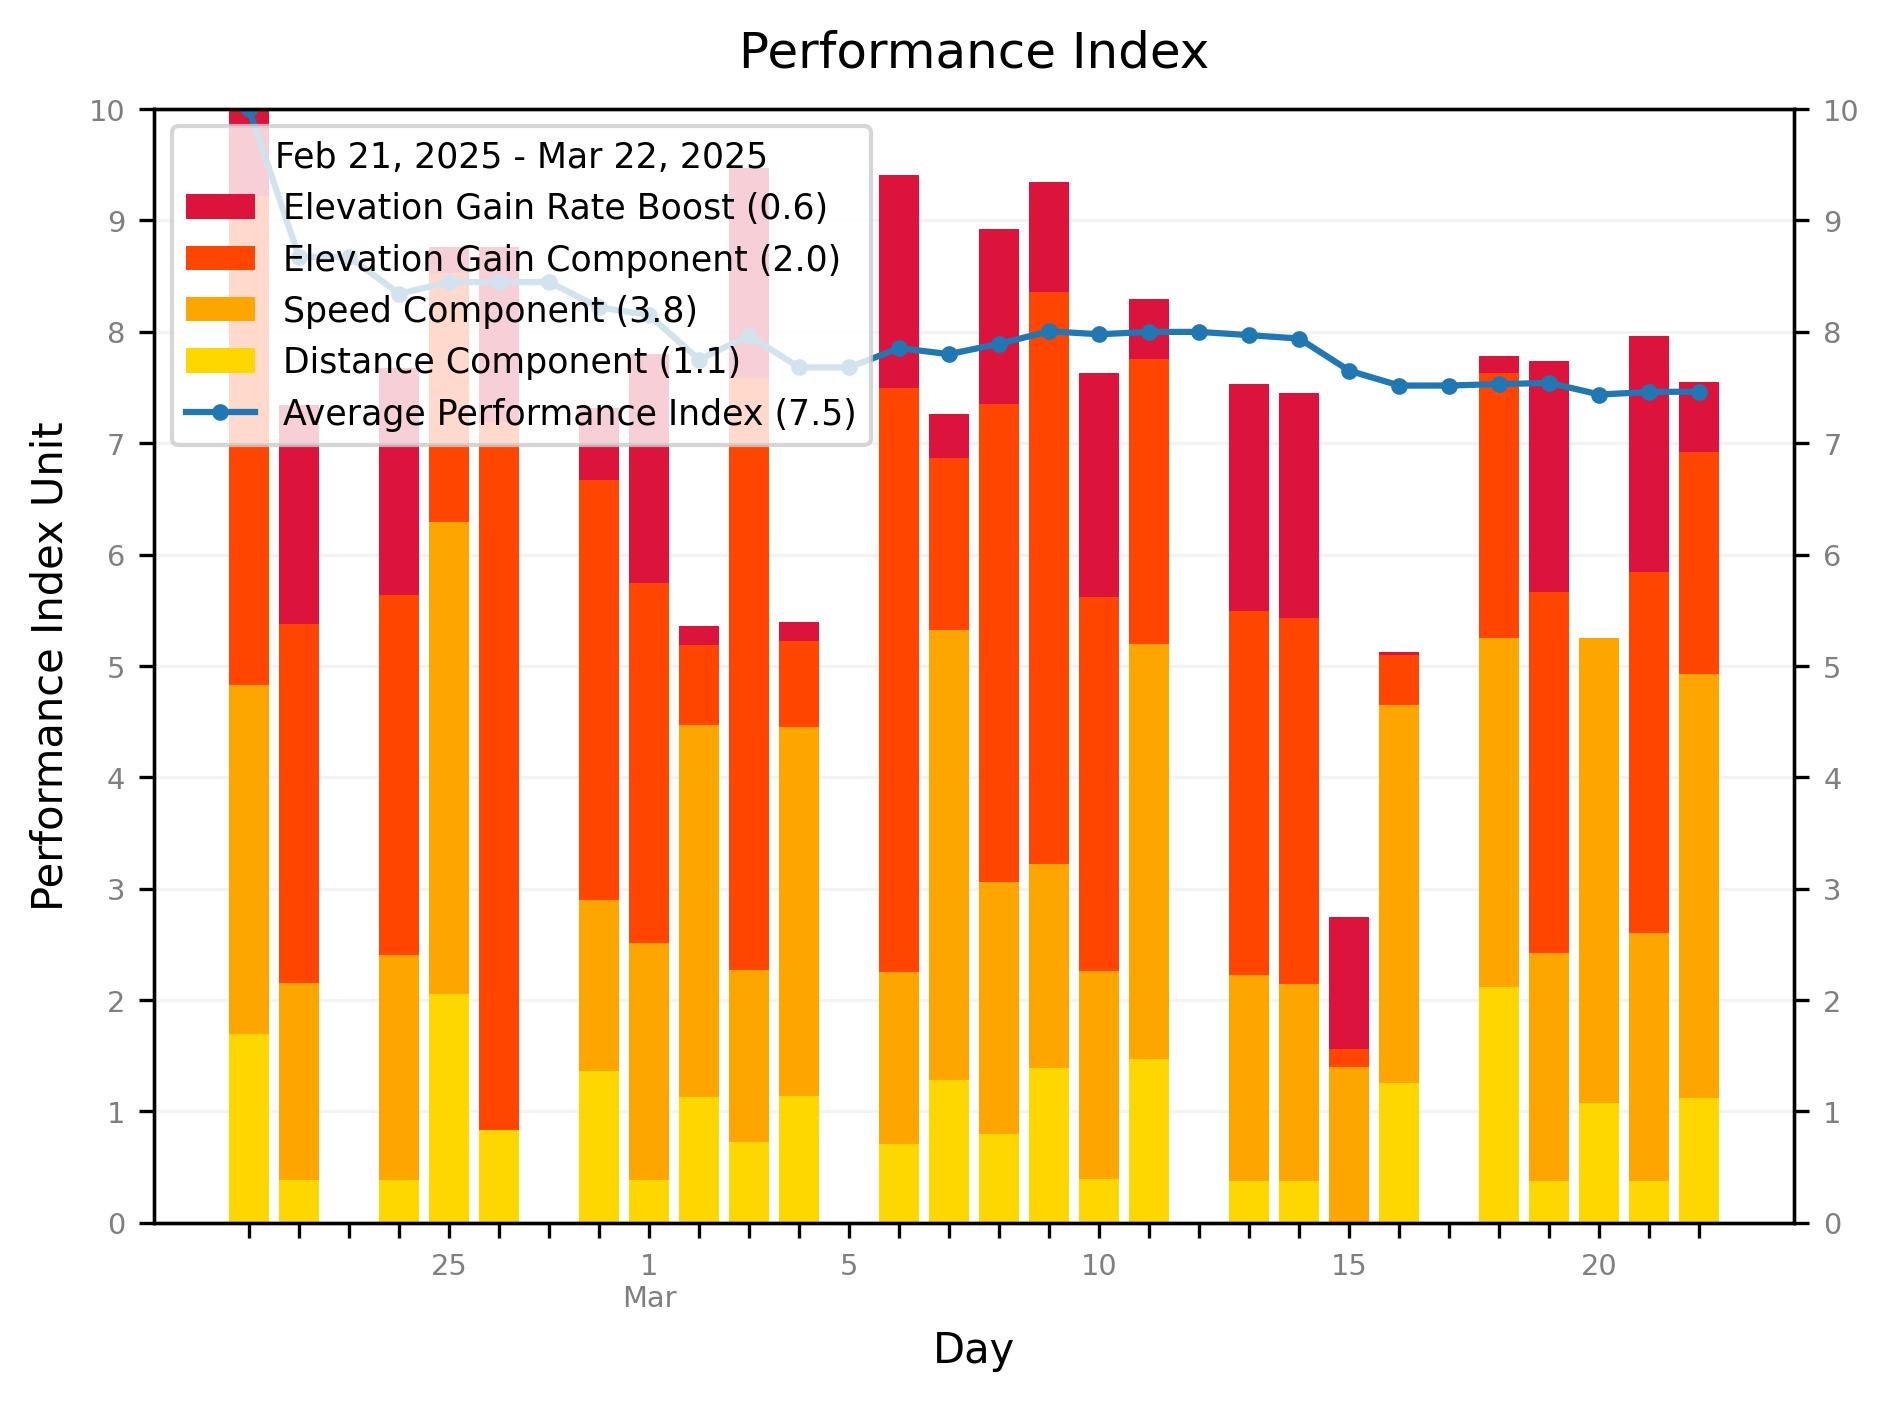 Performance Index
Feb 21, 2025 - Mar 22, 2025
Elevation Gain Rate Boost (0.6)
Elevation Gain Component (2.0)
Speed Component (3.8)
Distance Component (1.1)
Average Performance Index (7.5)
Performance Index Unit
10
9
8
7
6
5
4
3
2
1
0
10
9
8
7
6
5
4
3
2
1
0
25 1 5 10 15 20
Mar
Day